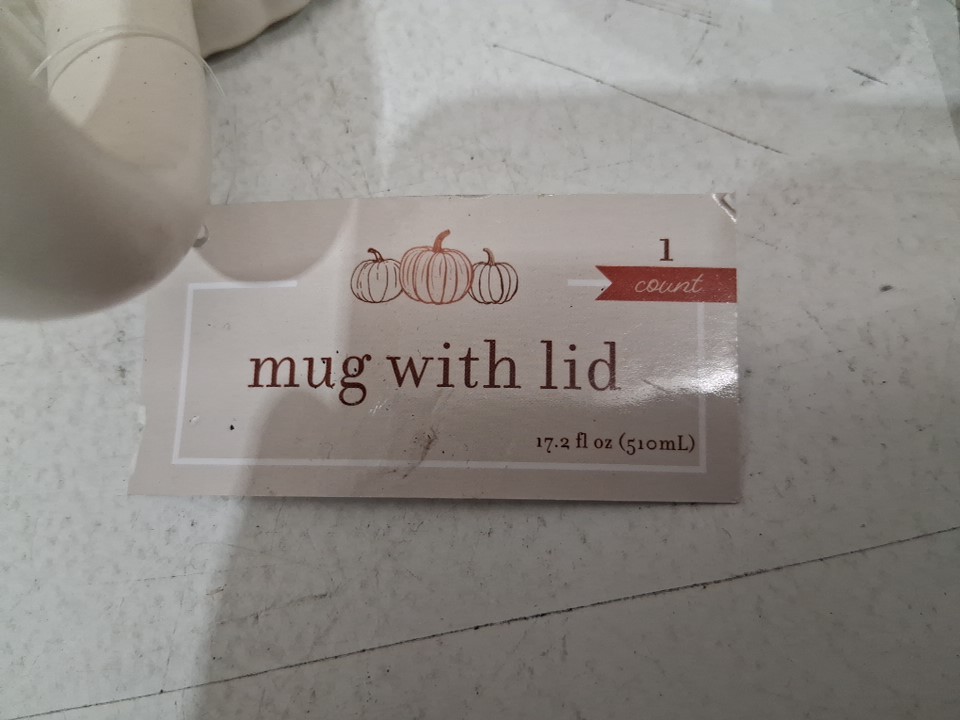 1
count
mug with lid
17.2 fl oz (510mL)